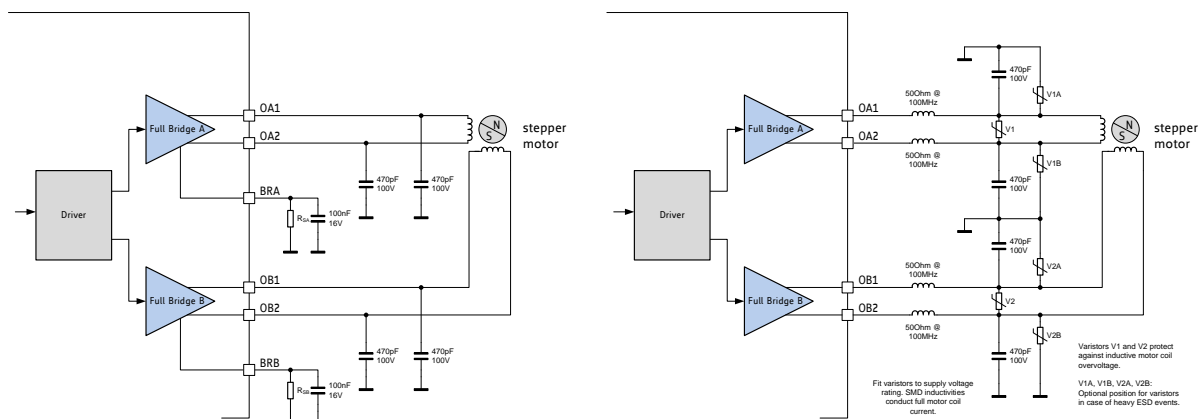 OA1
Full Bridge A
OA2
N
S
stepper
motor
BRA
470pF
100V
470pF
100V
100nF
16V
RSA
Driver
OB1
Full Bridge B
OB2
470pF
100V
470pF
100V
BRB
100nF
16V
RSB
470pF
100V
V1A
50Ohm @
100MHz
OA1
Full Bridge A
V1
OA2
N
S
stepper
motor
50Ohm @
100MHz
V1B
470pF
100V
Driver
470pF
100V
50Ohm @
100MHz
V2A
OB1
Full Bridge B
V2
OB2
50Ohm @
100MHz
V2B
470pF
100V
Varistors V1 and V2 protect
against inductive motor coil
overvoltage.
V1A, V1B, V2A, V2B:
Optional position for varistors
in case of heavy ESD events.
Fit varistors to supply voltage
rating. SMD inductivities
conduct full motor coil
current.